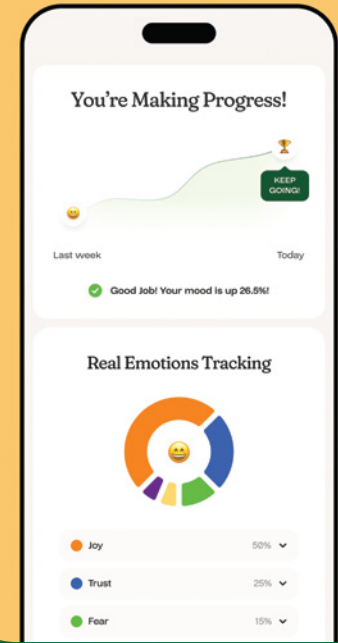 You're Making Progress!
KEEP
GOING!
Last week
Today
Good Job! Your mood is up 26.5%!
Real Emotions Tracking
Joy 50%
Trust 25%
Fear 15%